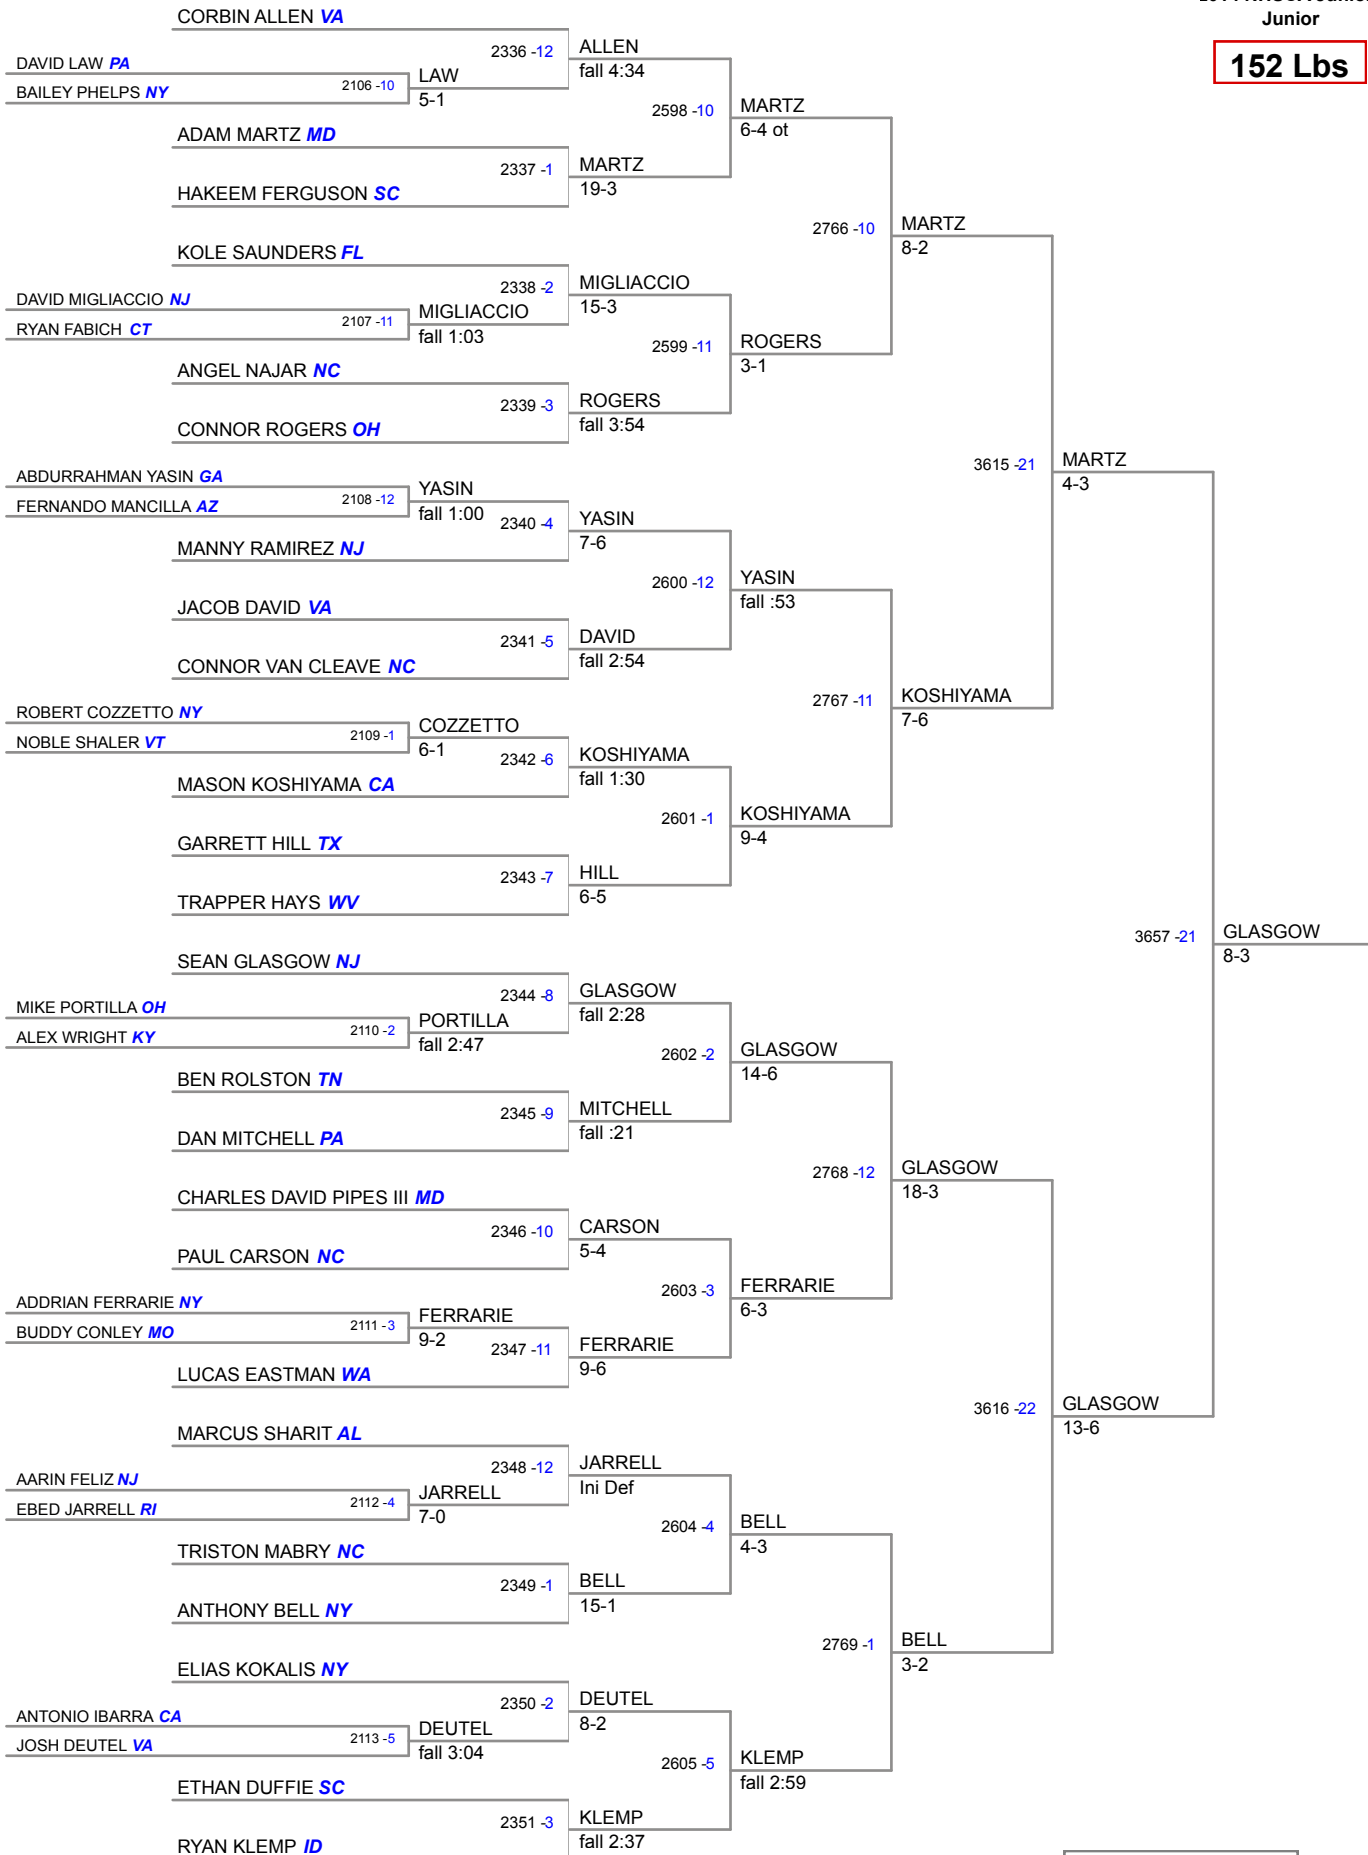 Junior
152 Lbs
CORBIN ALLEN VA
2336 -12
ALLEN
fall 4:34
DAVID LAW PA
BAILEY PHELPS NY
2106 -10
LAW
5-1
2598 -10
MARTZ
6-4 ot
ADAM MARTZ MD
2337 -1
MARTZ
19-3
HAKEEM FERGUSON SC
2766 -10
MARTZ
8-2
KOLE SAUNDERS FL
2338 -2
MIGLIACCIO
15-3
DAVID MIGLIACCIO NJ
RYAN FABICH CT
2107 -11
MIGLIACCIO
fall 1:03
2599 -11
ROGERS
3-1
ANGEL NAJAR NC
2339 -3
ROGERS
fall 3:54
CONNOR ROGERS OH
3615 -21
MARTZ
4-3
ABDURRAHMAN YASIN GA
FERNANDO MANCILLA AZ
2108 -12
YASIN
fall 1:00
2340 -4
YASIN
7-6
MANNY RAMIREZ NJ
2600 -12
YASIN
fall :53
JACOB DAVID VA
2341 -5
DAVID
fall 2:54
CONNOR VAN CLEAVE NC
2767 -11
KOSHIYAMA
7-6
ROBERT COZZETTO NY
NOBLE SHALER VT
2109 -1
COZZETTO
6-1
2342 -6
KOSHIYAMA
fall 1:30
MASON KOSHIYAMA CA
2601 -1
KOSHIYAMA
9-4
GARRETT HILL TX
2343 -7
HILL
6-5
TRAPPER HAYS WV
3657 -21
GLASGOW
8-3
SEAN GLASGOW NJ
2344 -8
GLASGOW
fall 2:28
MIKE PORTILLA OH
ALEX WRIGHT KY
2110 -2
PORTILLA
fall 2:47
2602 -2
GLASGOW
14-6
BEN ROLSTON TN
2345 -9
MITCHELL
fall :21
DAN MITCHELL PA
2768 -12
GLASGOW
18-3
CHARLES DAVID PIPES III MD
2346 -10
CARSON
5-4
PAUL CARSON NC
2603 -3
FERRARIE
6-3
ADDRIAN FERRARIE NY
BUDDY CONLEY MO
2111 -3
FERRARIE
9-2
2347 -11
FERRARIE
9-6
LUCAS EASTMAN WA
3616 -22
GLASGOW
13-6
MARCUS SHARIT AL
2348 -12
JARRELL
Ini Def
AARIN FELIZ NJ
EBED JARRELL RI
2112 -4
JARRELL
7-0
2604 -4
BELL
4-3
TRISTON MABRY NC
2349 -1
BELL
15-1
ANTHONY BELL NY
2769 -1
BELL
3-2
ELIAS KOKALIS NY
2350 -2
DEUTEL
8-2
ANTONIO IBARRA CA
JOSH DEUTEL VA
2113 -5
DEUTEL
fall 3:04
2605 -5
KLEMP
fall 2:59
ETHAN DUFFIE SC
2351 -3
KLEMP
fall 2:37
RYAN KLEMP ID